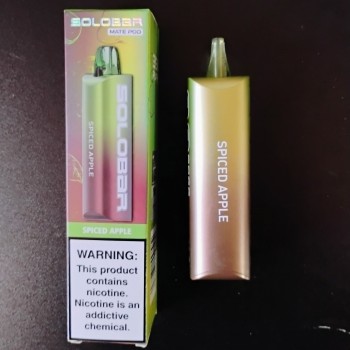 SOLOBAR
MATE POD
SOLOBAR
SPICED APPLE
SPICED APPLE
WARNING:
This product
contains
nicotine.
Nicotine is an
addictive
chemical.
SPICED APPLE